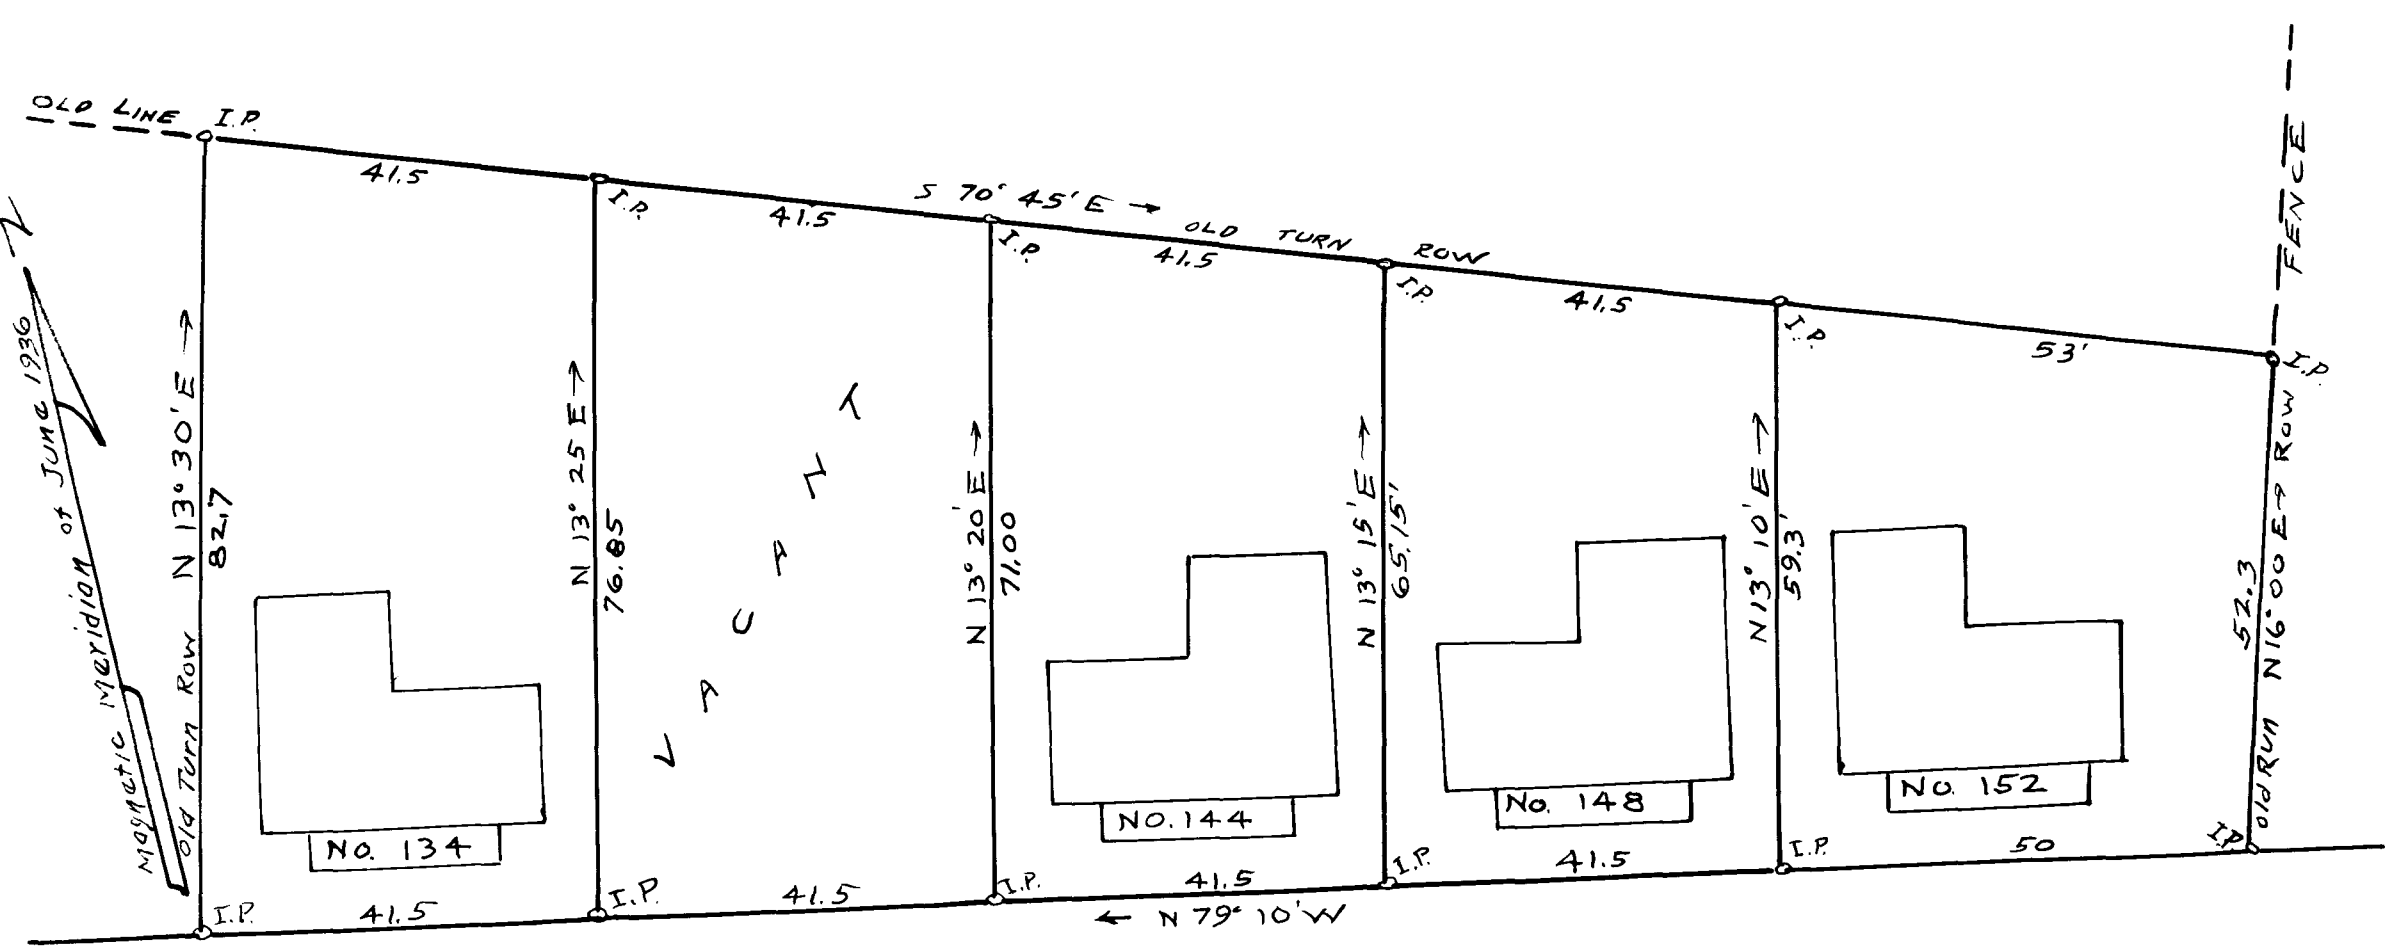 OLD LINE
I.P.
41.5
I.P.
41.5
S 70° 45' E →
I.P.
OLD TURN ROW
41.5
I.P.
41.5
I.P.
53'
I.P.
FENCE
N
Magnetic Meridian of June 1936
Old Turn Row N 13° 30' E →
82.7
N 13° 25 E →
76.85
VACANT
N 13° 20' E →
71.00
N 13° 15' E →
65.15'
N 13° 10' E →
59.3'
52.3
Old RUN N 16° 00 E → ROW
No. 134
No. 144
No. 148
No. 152
I.P.
41.5
I.P.
41.5
I.P.
41.5
I.P.
41.5
I.P.
50
I.P.
← N 79° 10' W